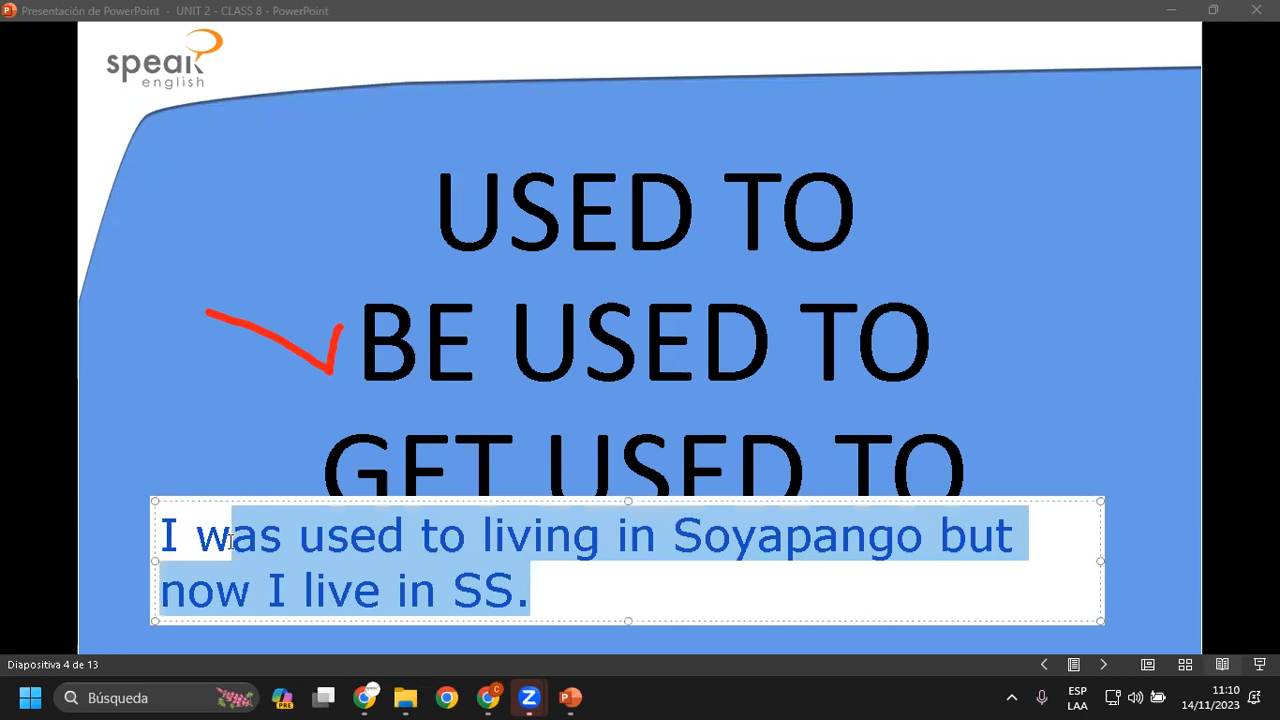 Presentación de PowerPoint - UNIT 2 - CLASS 8 - PowerPoint
speak
english
USED TO
BE USED TO
GET USED TO
I was used to living in Soyapango but
now I live in SS.
Diapositiva 4 de 13
Búsqueda
PRE
C
Z
ESP
LAA
11:10
14/11/2023